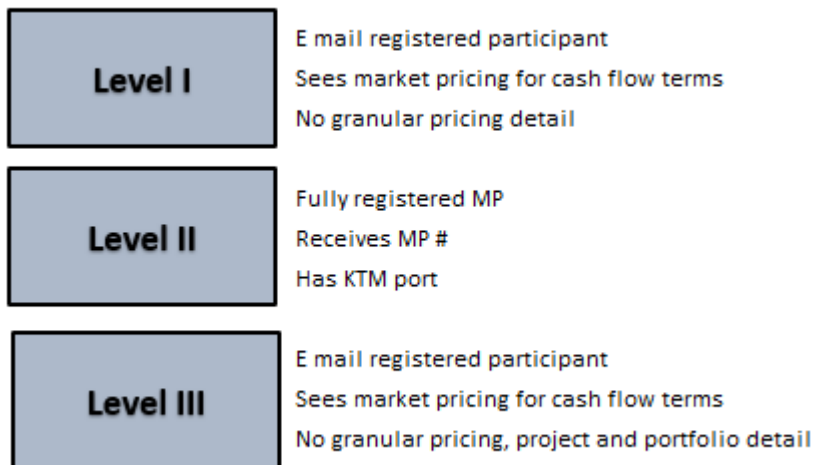 Level I
E mail registered participant
Sees market pricing for cash flow terms
No granular pricing detail
Level II
Fully registered MP
Receives MP #
Has KTM port
Level III
E mail registered participant
Sees market pricing for cash flow terms
No granular pricing, project and portfolio detail